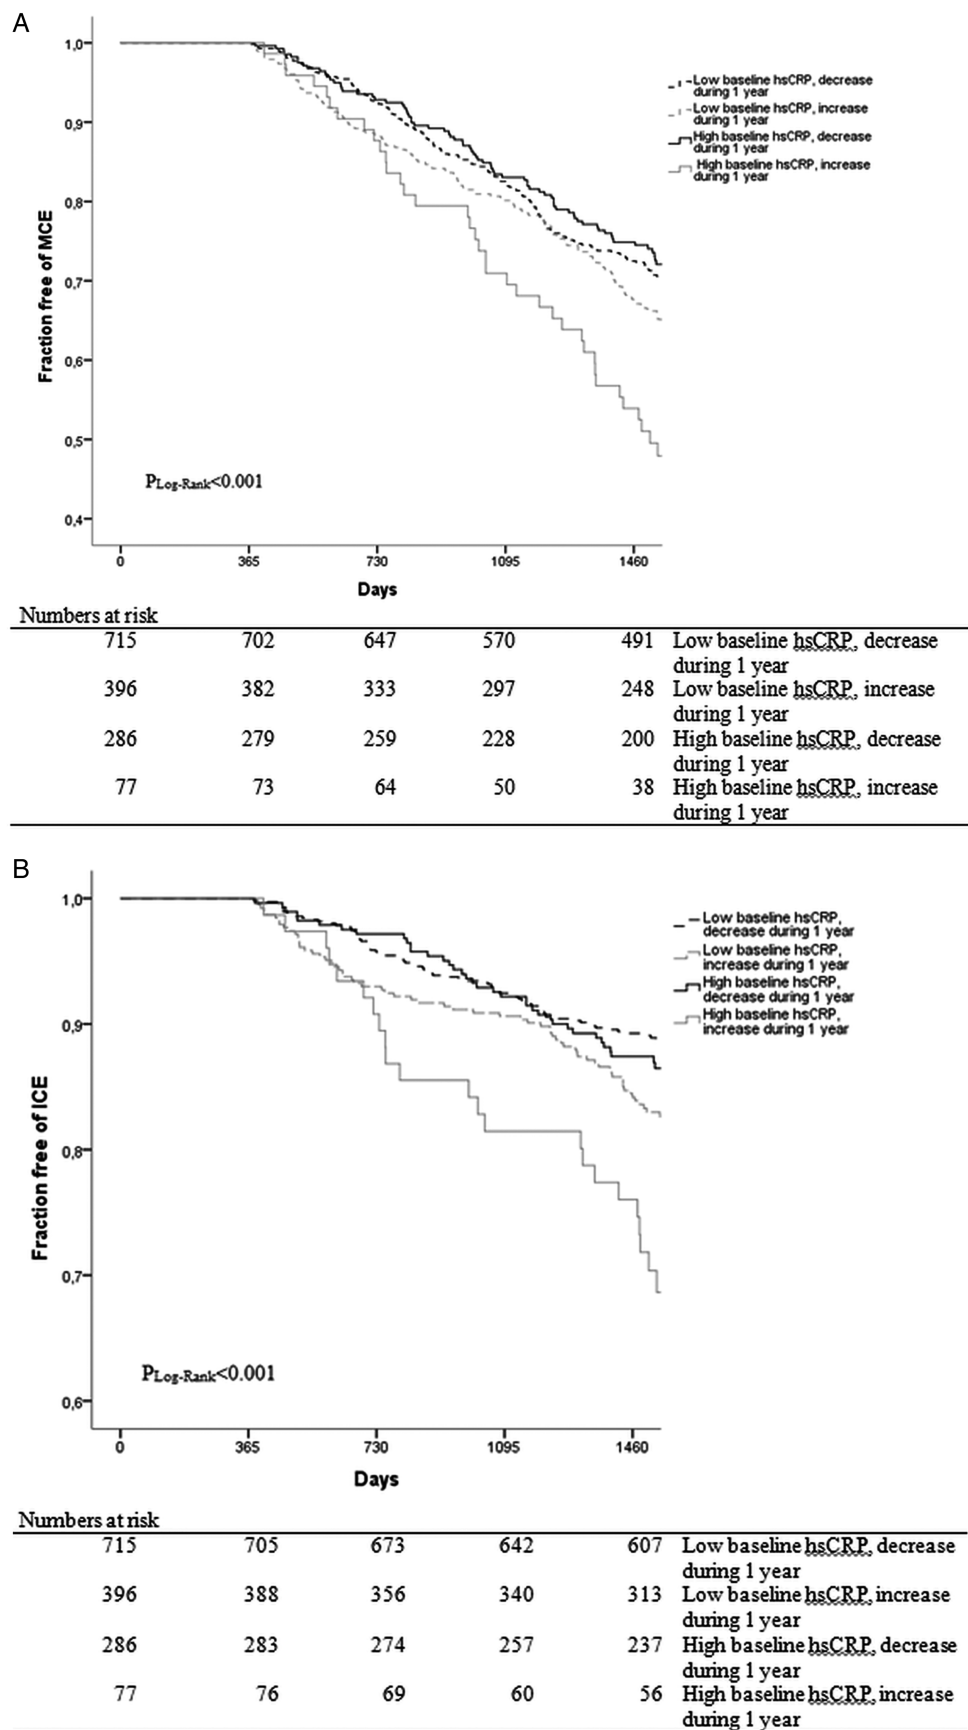 A
1,0
0,9
0,8
0,7
0,6
0,5
0,4
Fraction free of MCE
Low baseline hsCRP, decrease
during 1 year
Low baseline hsCRP, increase
during 1 year
High baseline hsCRP, decrease
during 1 year
High baseline hsCRP, increase
during 1 year
PLog-Rank<0.001
0 365 730 1095 1460
Days
Numbers at risk
715 702 647 570 491 Low baseline hsCRP, decrease
during 1 year
396 382 333 297 248 Low baseline hsCRP, increase
during 1 year
286 279 259 228 200 High baseline hsCRP, decrease
during 1 year
77 73 64 50 38 High baseline hsCRP, increase
during 1 year
B
1,0
0,9
0,8
0,7
0,6
Fraction free of ICE
Low baseline hsCRP,
decrease during 1 year
Low baseline hsCRP,
increase during 1 year
High baseline hsCRP,
decrease during 1 year
High baseline hsCRP,
increase during 1 year
PLog-Rank<0.001
0 365 730 1095 1460
Days
Numbers at risk
715 705 673 642 607 Low baseline hsCRP, decrease
during 1 year
396 388 356 340 313 Low baseline hsCRP, increase
during 1 year
286 283 274 257 237 High baseline hsCRP, decrease
during 1 year
77 76 69 60 56 High baseline hsCRP, increase
during 1 year